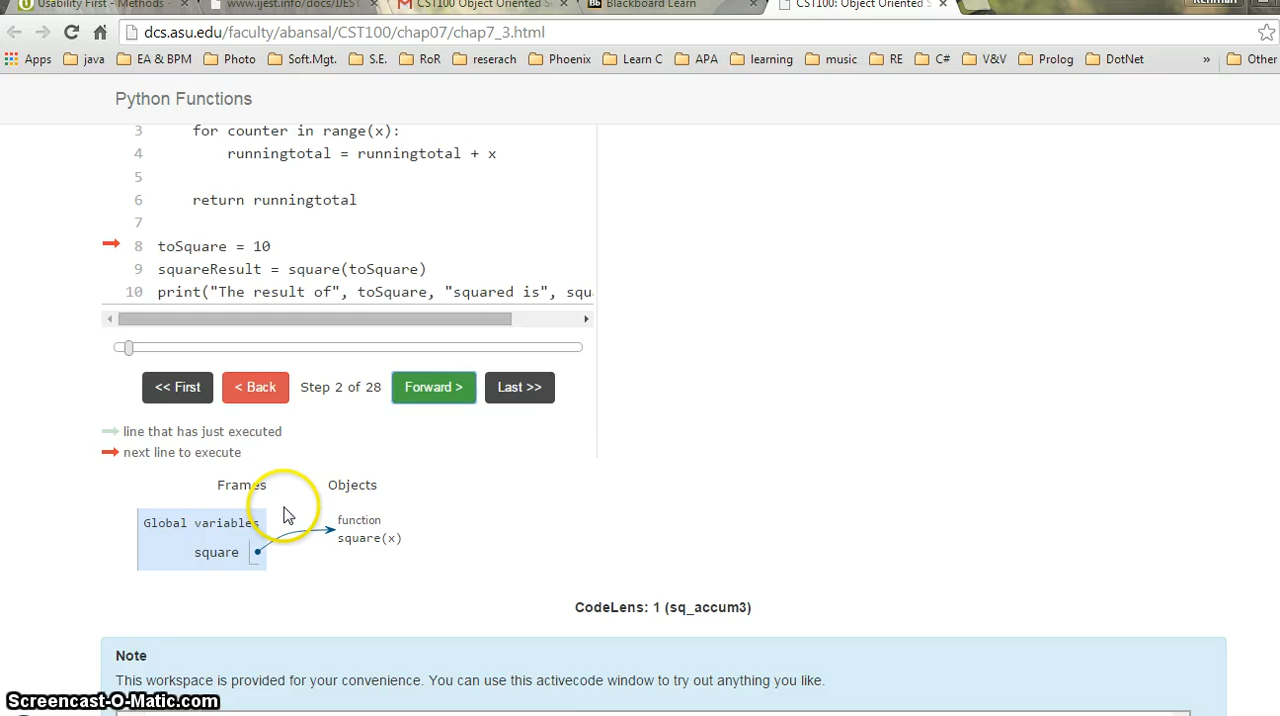 Usability First - Methods
www.ijest.info/docs/IJEST
CST100 Object Oriented S
Bb Blackboard Learn
CST100: Object Oriented S
Rehman
dcs.asu.edu/faculty/abansal/CST100/chap07/chap7_3.html
Apps java EA & BPM Photo Soft.Mgt. S.E. RoR reserach Phoenix Learn C APA learning music RE C# V&V Prolog DotNet » Other
Python Functions
3 for counter in range(x):
4 runningtotal = runningtotal + x
5
6 return runningtotal
7
8 toSquare = 10
9 squareResult = square(toSquare)
10 print("The result of", toSquare, "squared is", squ
<< First < Back Step 2 of 28 Forward > Last >>
line that has just executed
next line to execute
Frames Objects
Global variables
function
square(x)
square
CodeLens: 1 (sq_accum3)
Note
This workspace is provided for your convenience. You can use this activecode window to try out anything you like.
Screencast-O-Matic.com